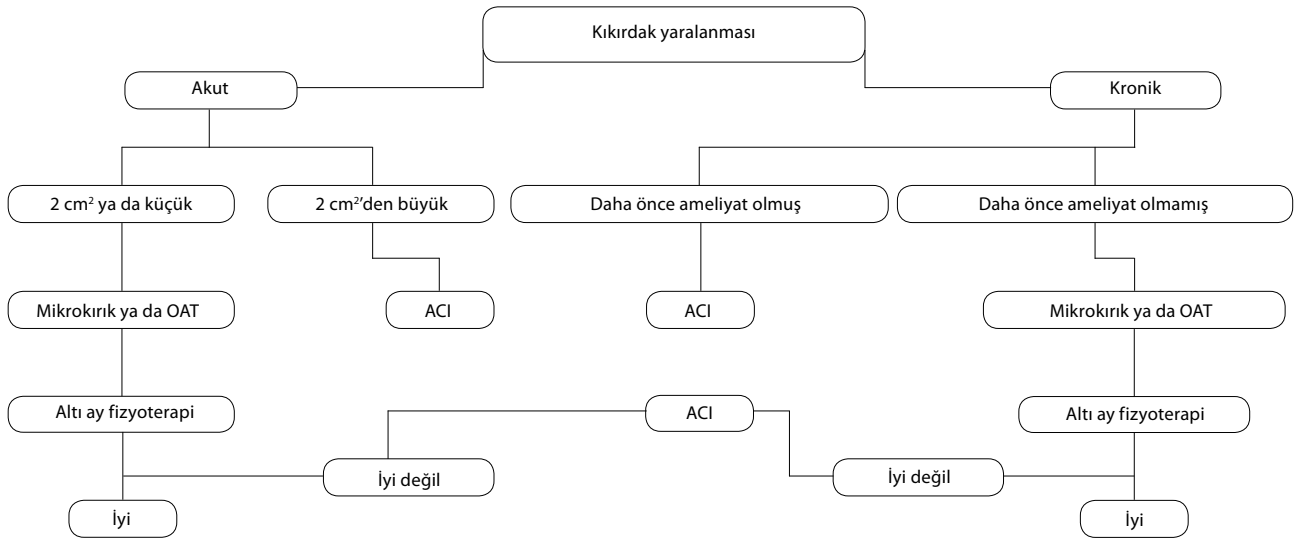 Kıkırdak yaralanması
Akut
Kronik
2 cm² ya da küçük
2 cm²'den büyük
Daha önce ameliyat olmuş
Daha önce ameliyat olmamış
Mikrokırık ya da OAT
ACI
ACI
Mikrokırık ya da OAT
Altı ay fizyoterapi
ACI
Altı ay fizyoterapi
İyi değil
İyi değil
İyi
İyi